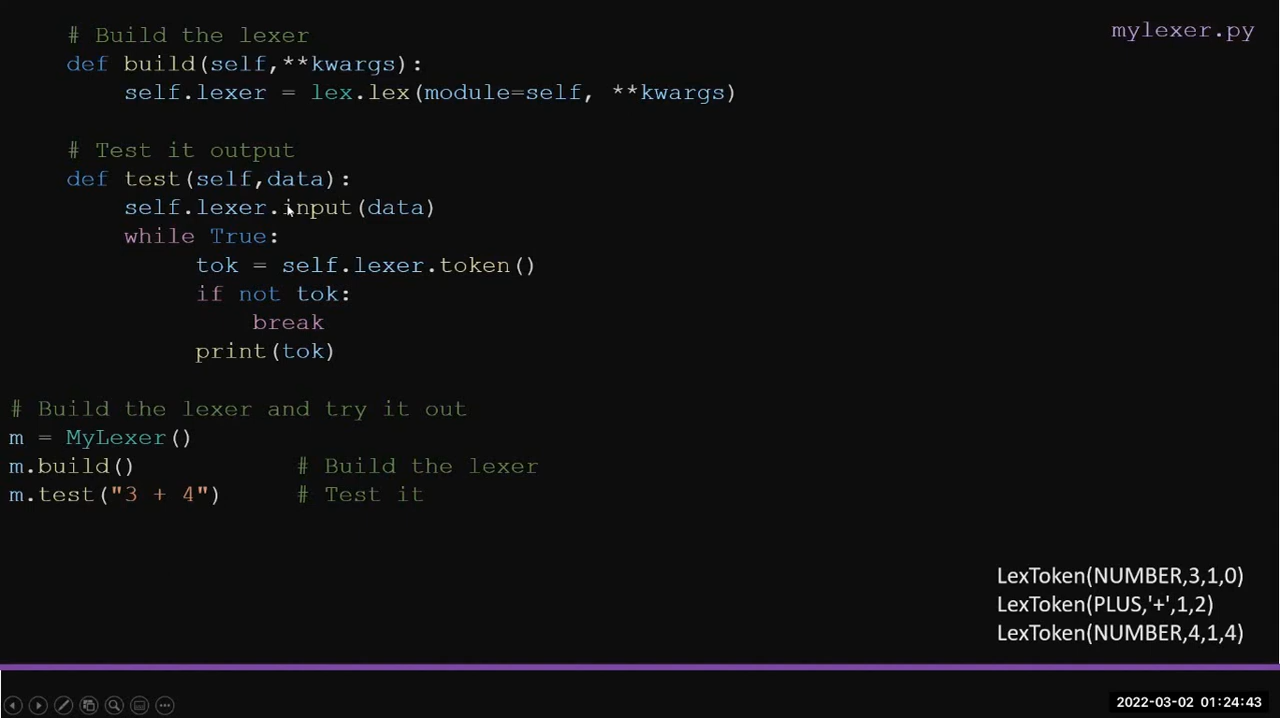 mylexer.py
# Build the lexer
def build(self,**kwargs):
self.lexer = lex.lex(module=self, **kwargs)
# Test it output
def test(self,data):
self.lexer.input(data)
while True:
tok = self.lexer.token()
if not tok:
break
print(tok)
# Build the lexer and try it out
m = MyLexer()
m.build() # Build the lexer
m.test("3 + 4") # Test it
LexToken(NUMBER,3,1,0)
LexToken(PLUS,'+',1,2)
LexToken(NUMBER,4,1,4)
2022-03-02 01:24:43